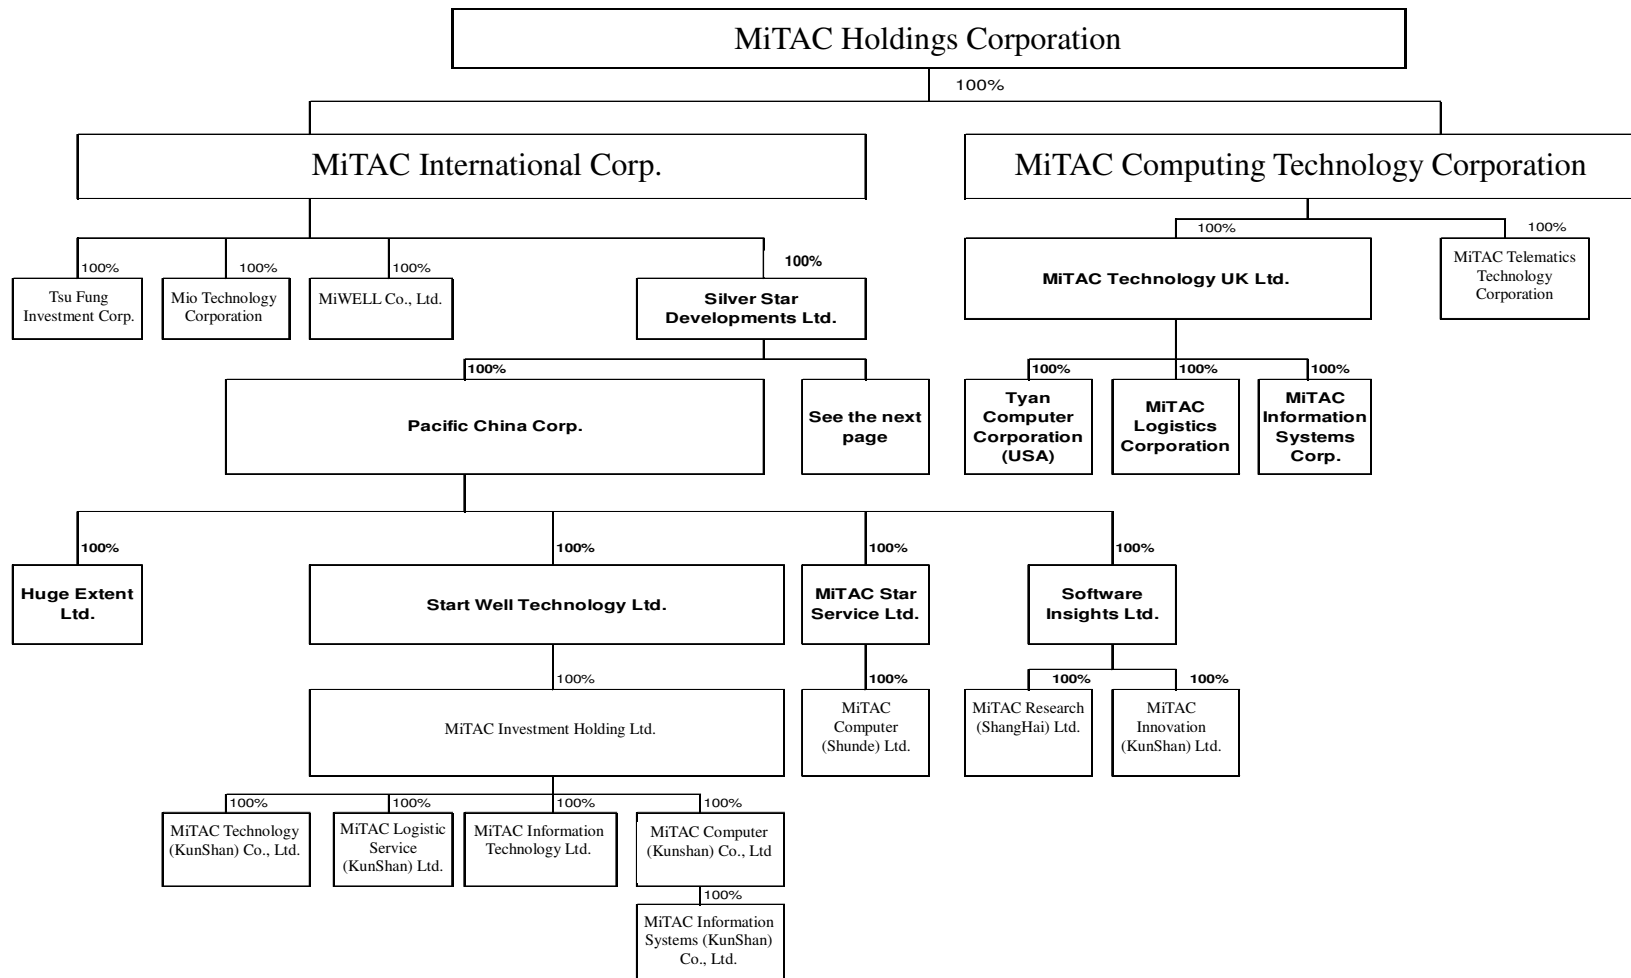 MiTAC Holdings Corporation
100%
MiTAC International Corp.
MiTAC Computing Technology Corporation
100%
100%
100%
100%
100%
100%
Tsu Fung
Investment Corp.
Mio Technology
Corporation
MiWELL Co., Ltd.
Silver Star
Developments Ltd.
MiTAC Technology UK Ltd.
MiTAC Telematics
Technology
Corporation
100%
100%
100%
100%
Pacific China Corp.
See the next
page
Tyan
Computer
Corporation
(USA)
MiTAC
Logistics
Corporation
MiTAC
Information
Systems
Corp.
100%
100%
100%
100%
Huge Extent
Ltd.
Start Well Technology Ltd.
MiTAC Star
Service Ltd.
Software
Insights Ltd.
100%
100%
100%
100%
MiTAC Investment Holding Ltd.
MiTAC
Computer
(Shunde) Ltd.
MiTAC Research
(ShangHai) Ltd.
MiTAC
Innovation
(KunShan) Ltd.
100%
100%
100%
100%
MiTAC Technology
(KunShan) Co., Ltd.
MiTAC Logistic
Service
(KunShan) Ltd.
MiTAC Information
Technology Ltd.
MiTAC Computer
(Kunshan) Co., Ltd
100%
MiTAC Information
Systems (KunShan)
Co., Ltd.